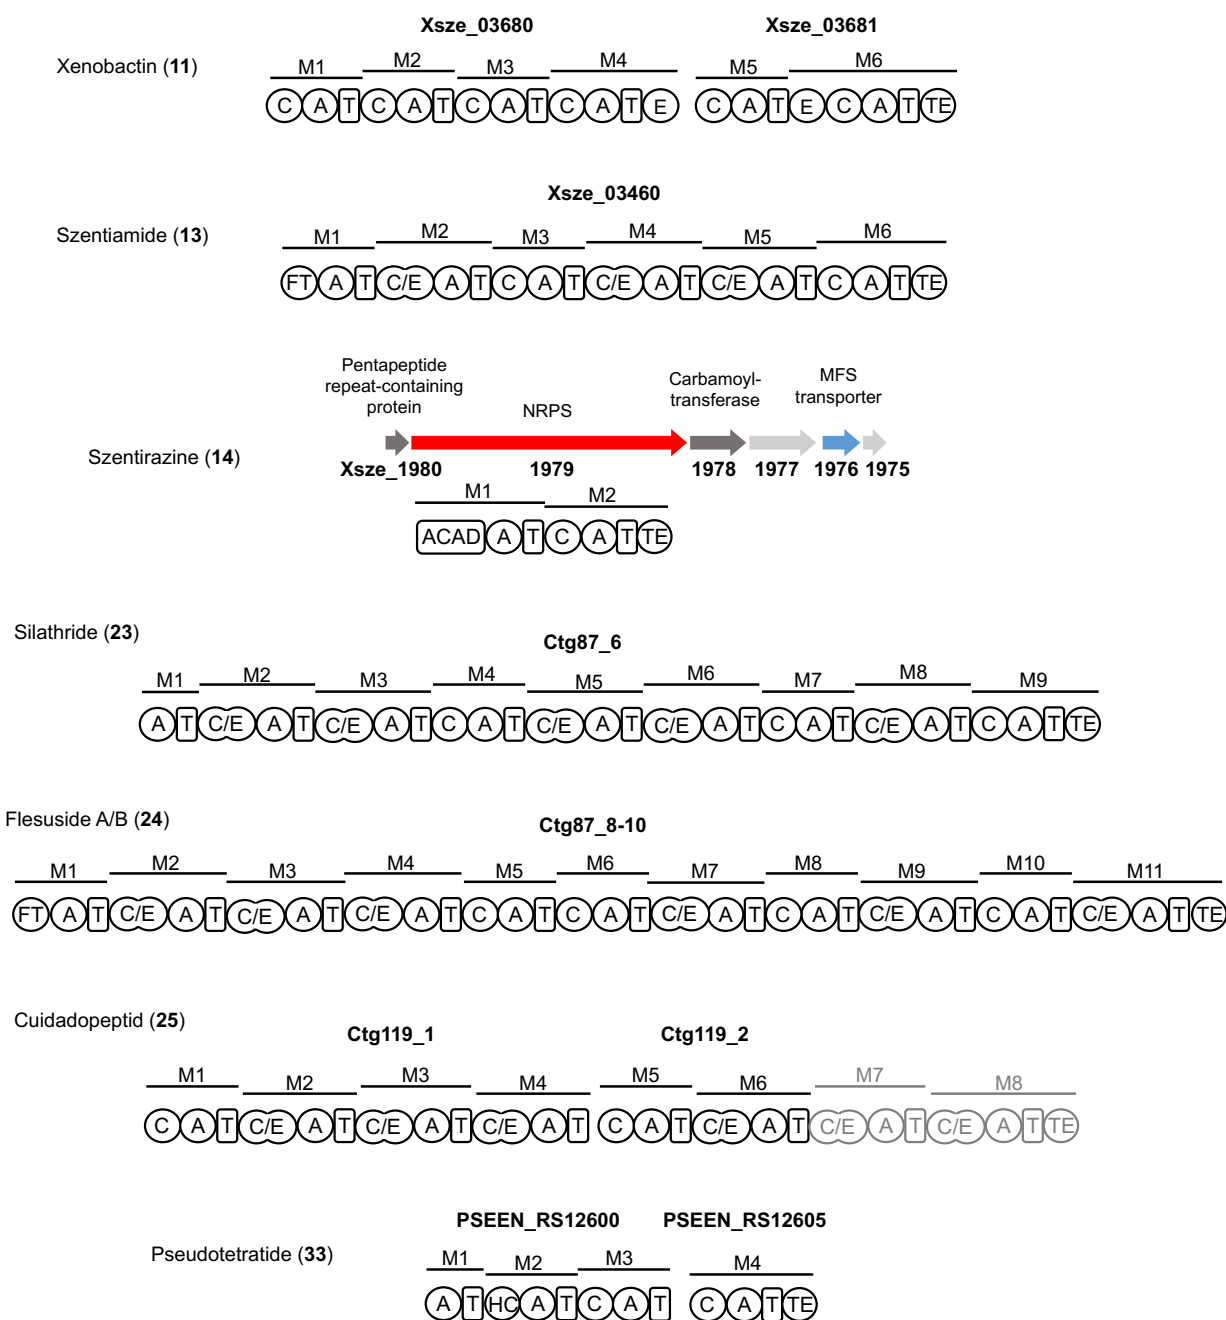 Xsze_03680 Xsze_03681
Xenobactin (11)
M1 M2 M3 M4 M5 M6
C A T C A T C A T C A T E C A T E C A T TE
Xsze_03460
Szentiamide (13)
M1 M2 M3 M4 M5 M6
FT A T C/E A T C A T C/E A T C/E A T C A T TE
Pentapeptide
repeat-containing
protein
NRPS
Carbamoyl-
transferase
MFS
transporter
Szentirazine (14)
Xsze_1980 1979 1978 1977 1976 1975
M1 M2
ACAD A T C A T TE
Silathride (23)
Ctg87_6
M1 M2 M3 M4 M5 M6 M7 M8 M9
A T C/E A T C/E A T C A T C/E A T C/E A T C A T C/E A T C A T TE
Flesuside A/B (24)
Ctg87_8-10
M1 M2 M3 M4 M5 M6 M7 M8 M9 M10 M11
FT A T C/E A T C/E A T C/E A T C A T C A T C/E A T C A T C/E A T C A T C/E A T TE
Cuidadopeptid (25)
Ctg119_1 Ctg119_2
M1 M2 M3 M4 M5 M6 M7 M8
C A T C/E A T C/E A T C/E A T C A T C/E A T C/E A T C/E A T TE
PSEEN_RS12600 PSEEN_RS12605
Pseudotetratide (33)
M1 M2 M3 M4
A T HC A T C A T C A T TE